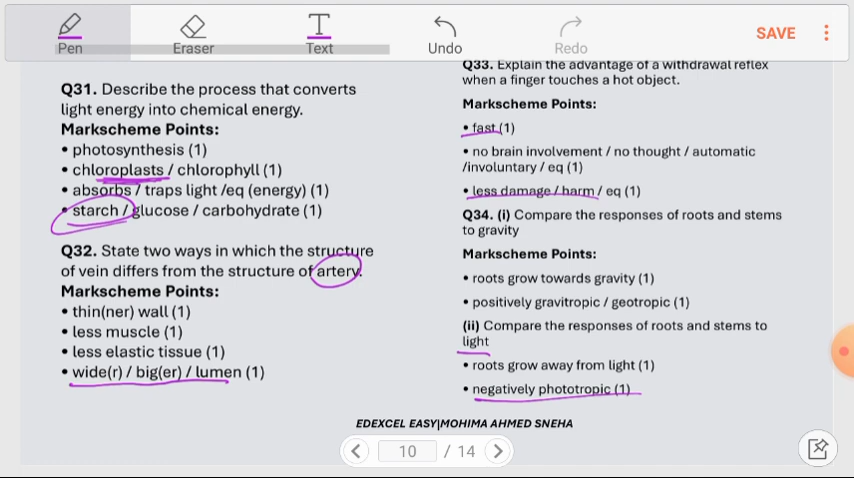 Pen
Eraser
Text
Undo
Redo
SAVE
Q31. Describe the process that converts
light energy into chemical energy.
Markscheme Points:
• photosynthesis (1)
• chloroplasts / chlorophyll (1)
• absorbs / traps light /eq (energy) (1)
• starch / glucose / carbohydrate (1)
Q32. State two ways in which the structure
of vein differs from the structure of artery.
Markscheme Points:
• thin(ner) wall (1)
• less muscle (1)
• less elastic tissue (1)
• wide(r) / big(er) / lumen (1)
Q33. Explain the advantage of a withdrawal reflex
when a finger touches a hot object.
Markscheme Points:
• fast (1)
• no brain involvement / no thought / automatic
/involuntary / eq (1)
• less damage / harm / eq (1)
Q34. (i) Compare the responses of roots and stems
to gravity
Markscheme Points:
• roots grow towards gravity (1)
• positively gravitropic / geotropic (1)
(ii) Compare the responses of roots and stems to
light
• roots grow away from light (1)
• negatively phototropic (1)
EDEXCEL EASY|MOHIMA AHMED SNEHA
10 / 14